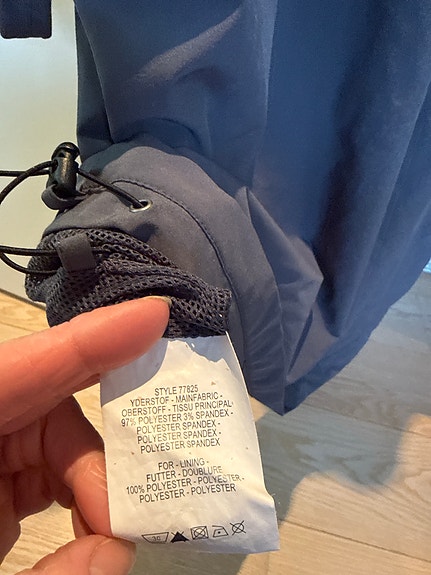 STYLE 77825
YDERSTOF - MAINFABRIC -
OBERSTOFF - TISSU PRINCIPAL
97% POLYESTER 3% SPANDEX -
POLYESTER SPANDEX -
POLYESTER SPANDEX -
POLYESTER SPANDEX
FOR - LINING -
FUTTER - DOUBLURE
100% POLYESTER - POLYESTER -
POLYESTER - POLYESTER